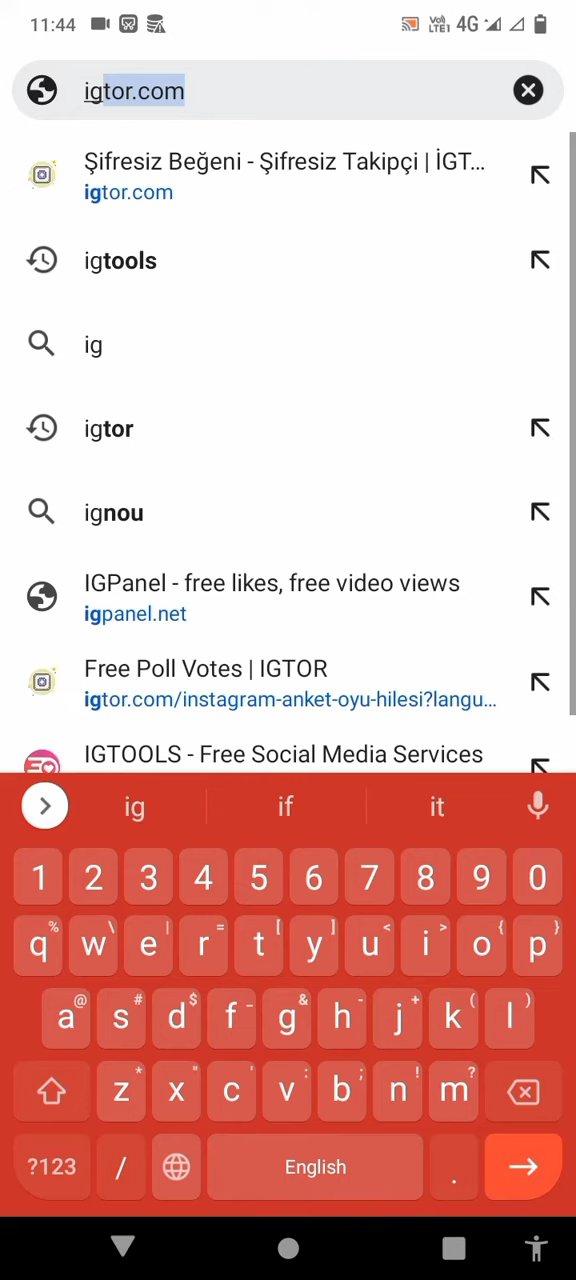 11:44 Vo) LTE1 4G
igtor.com
Şifresiz Beğeni - Şifresiz Takipçi | İGT...
igtor.com
igtools
ig
igtor
ignou
IGPanel - free likes, free video views
igpanel.net
Free Poll Votes | IGTOR
igtor.com/instagram-anket-oyu-hilesi?langu...
IGTOOLS - Free Social Media Services
ig if it
1 2 3 4 5 6 7 8 9 0
% \ | = [ ] < > { }
q w e r t y u i o p
@ # $ _ & - + ( )
a s d f g h j k l
* " ' : ; ! ?
z x c v b n m
?123 / English .